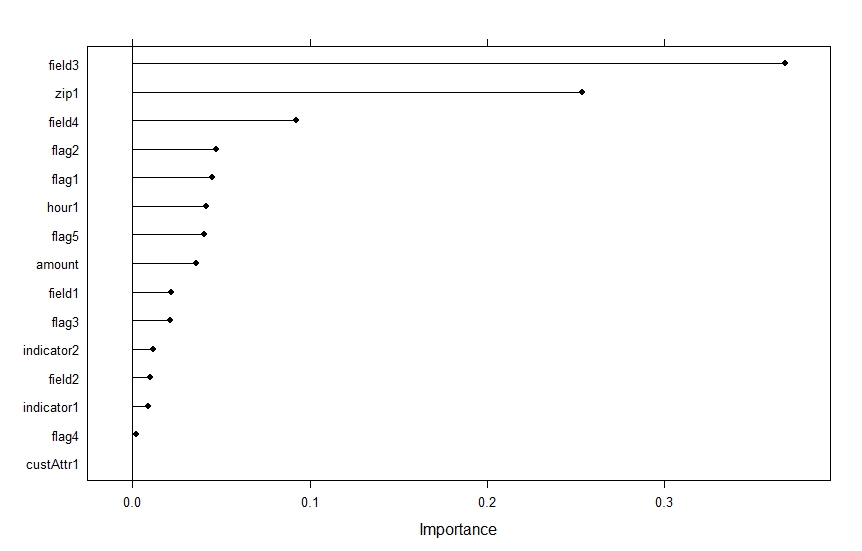 field3
zip1
field4
flag2
flag1
hour1
flag5
amount
field1
flag3
indicator2
field2
indicator1
flag4
custAttr1
0.0 0.1 0.2 0.3
Importance